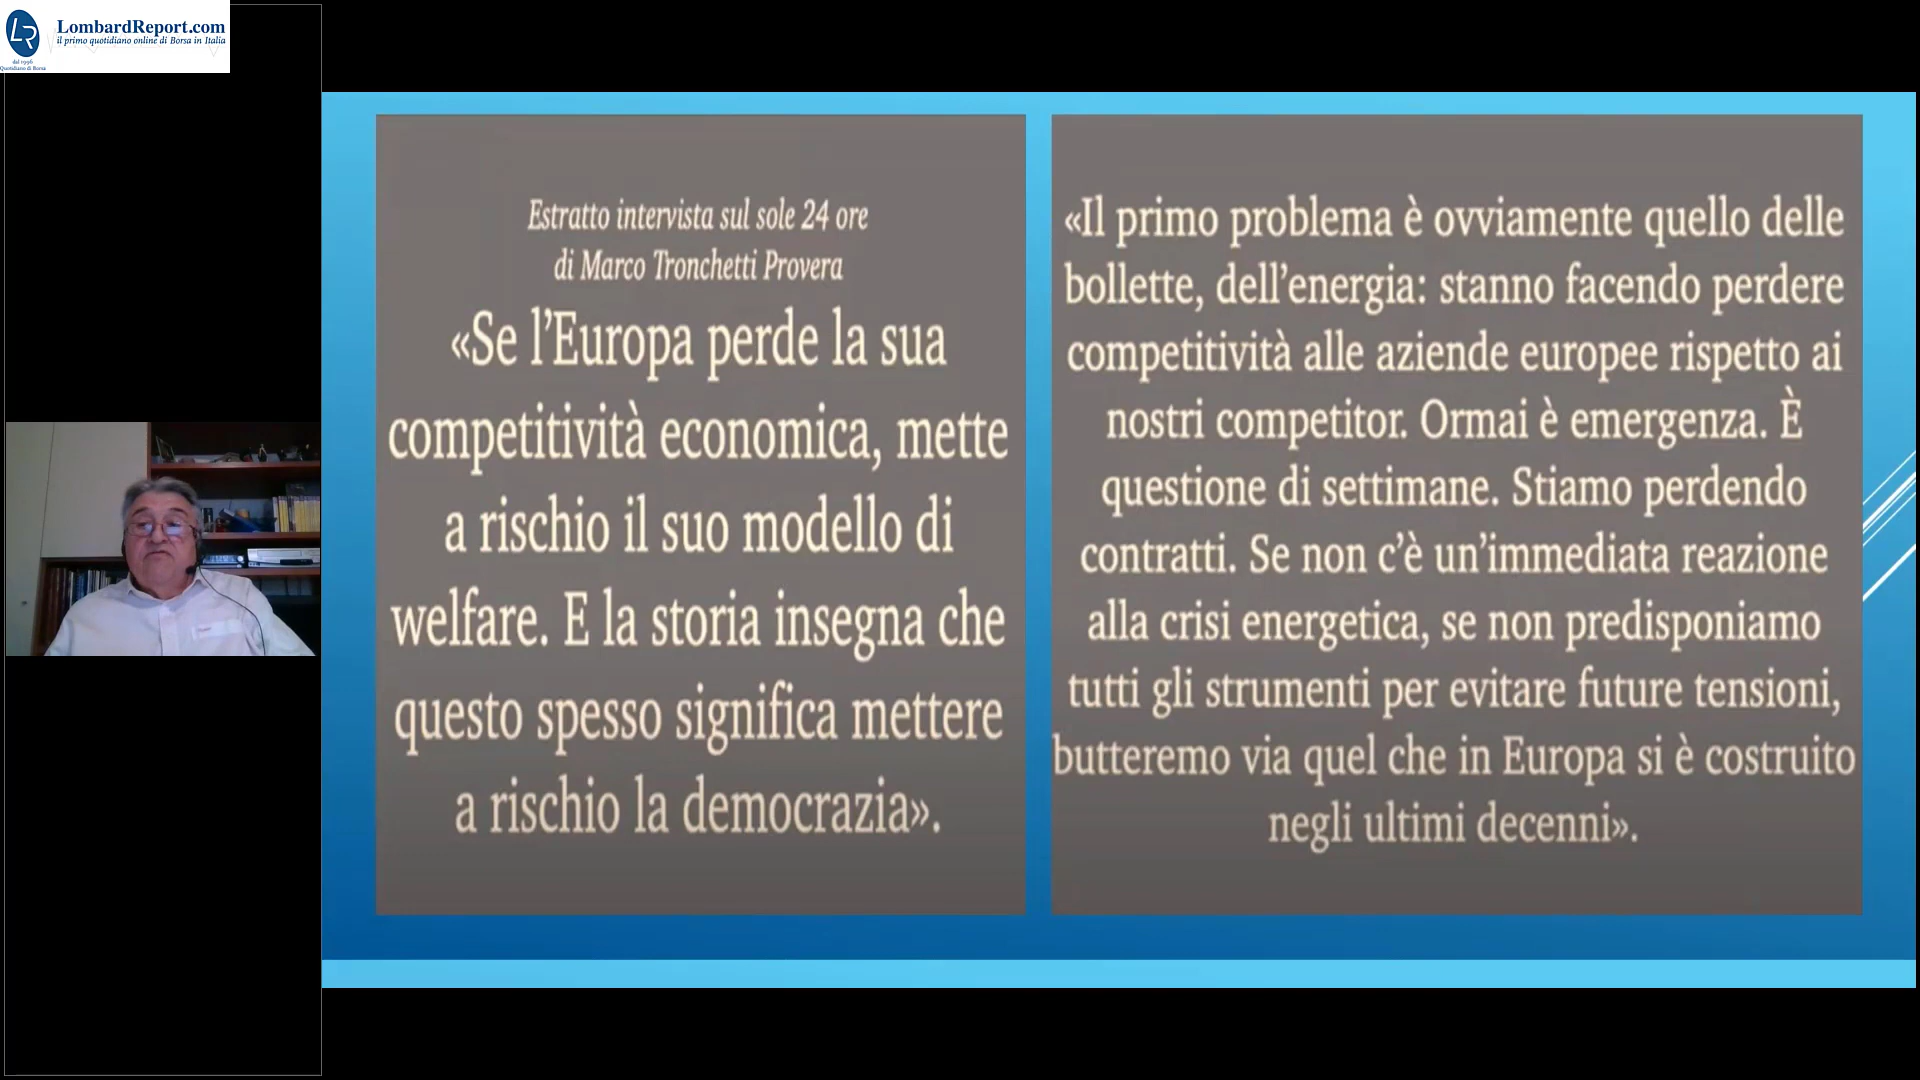 LombardReport.com
il primo quotidiano online di Borsa in Italia
dal 1996
Quotidiano di Borsa
Estratto intervista sul sole 24 ore
di Marco Tronchetti Provera
«Se l’Europa perde la sua
competitività economica, mette
a rischio il suo modello di
welfare. E la storia insegna che
questo spesso significa mettere
a rischio la democrazia».
«Il primo problema è ovviamente quello delle
bollette, dell’energia: stanno facendo perdere
competitività alle aziende europee rispetto ai
nostri competitor. Ormai è emergenza. È
questione di settimane. Stiamo perdendo
contratti. Se non c’è un’immediata reazione
alla crisi energetica, se non predisponiamo
tutti gli strumenti per evitare future tensioni,
butteremo via quel che in Europa si è costruito
negli ultimi decenni».